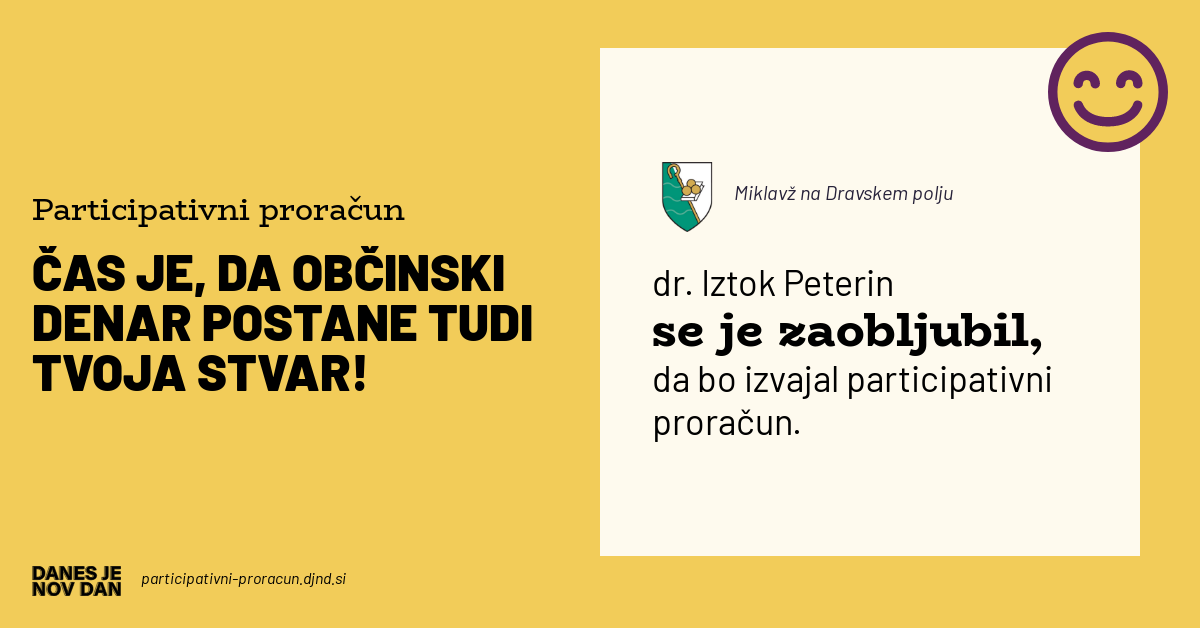 Participativni proračun
ČAS JE, DA OBČINSKI
DENAR POSTANE TUDI
TVOJA STVAR!
DANES JE
NOV DAN
participativni-proracun.djnd.si
Miklavž na Dravskem polju
dr. Iztok Peterin
se je zaobljubil,
da bo izvajal participativni
proračun.